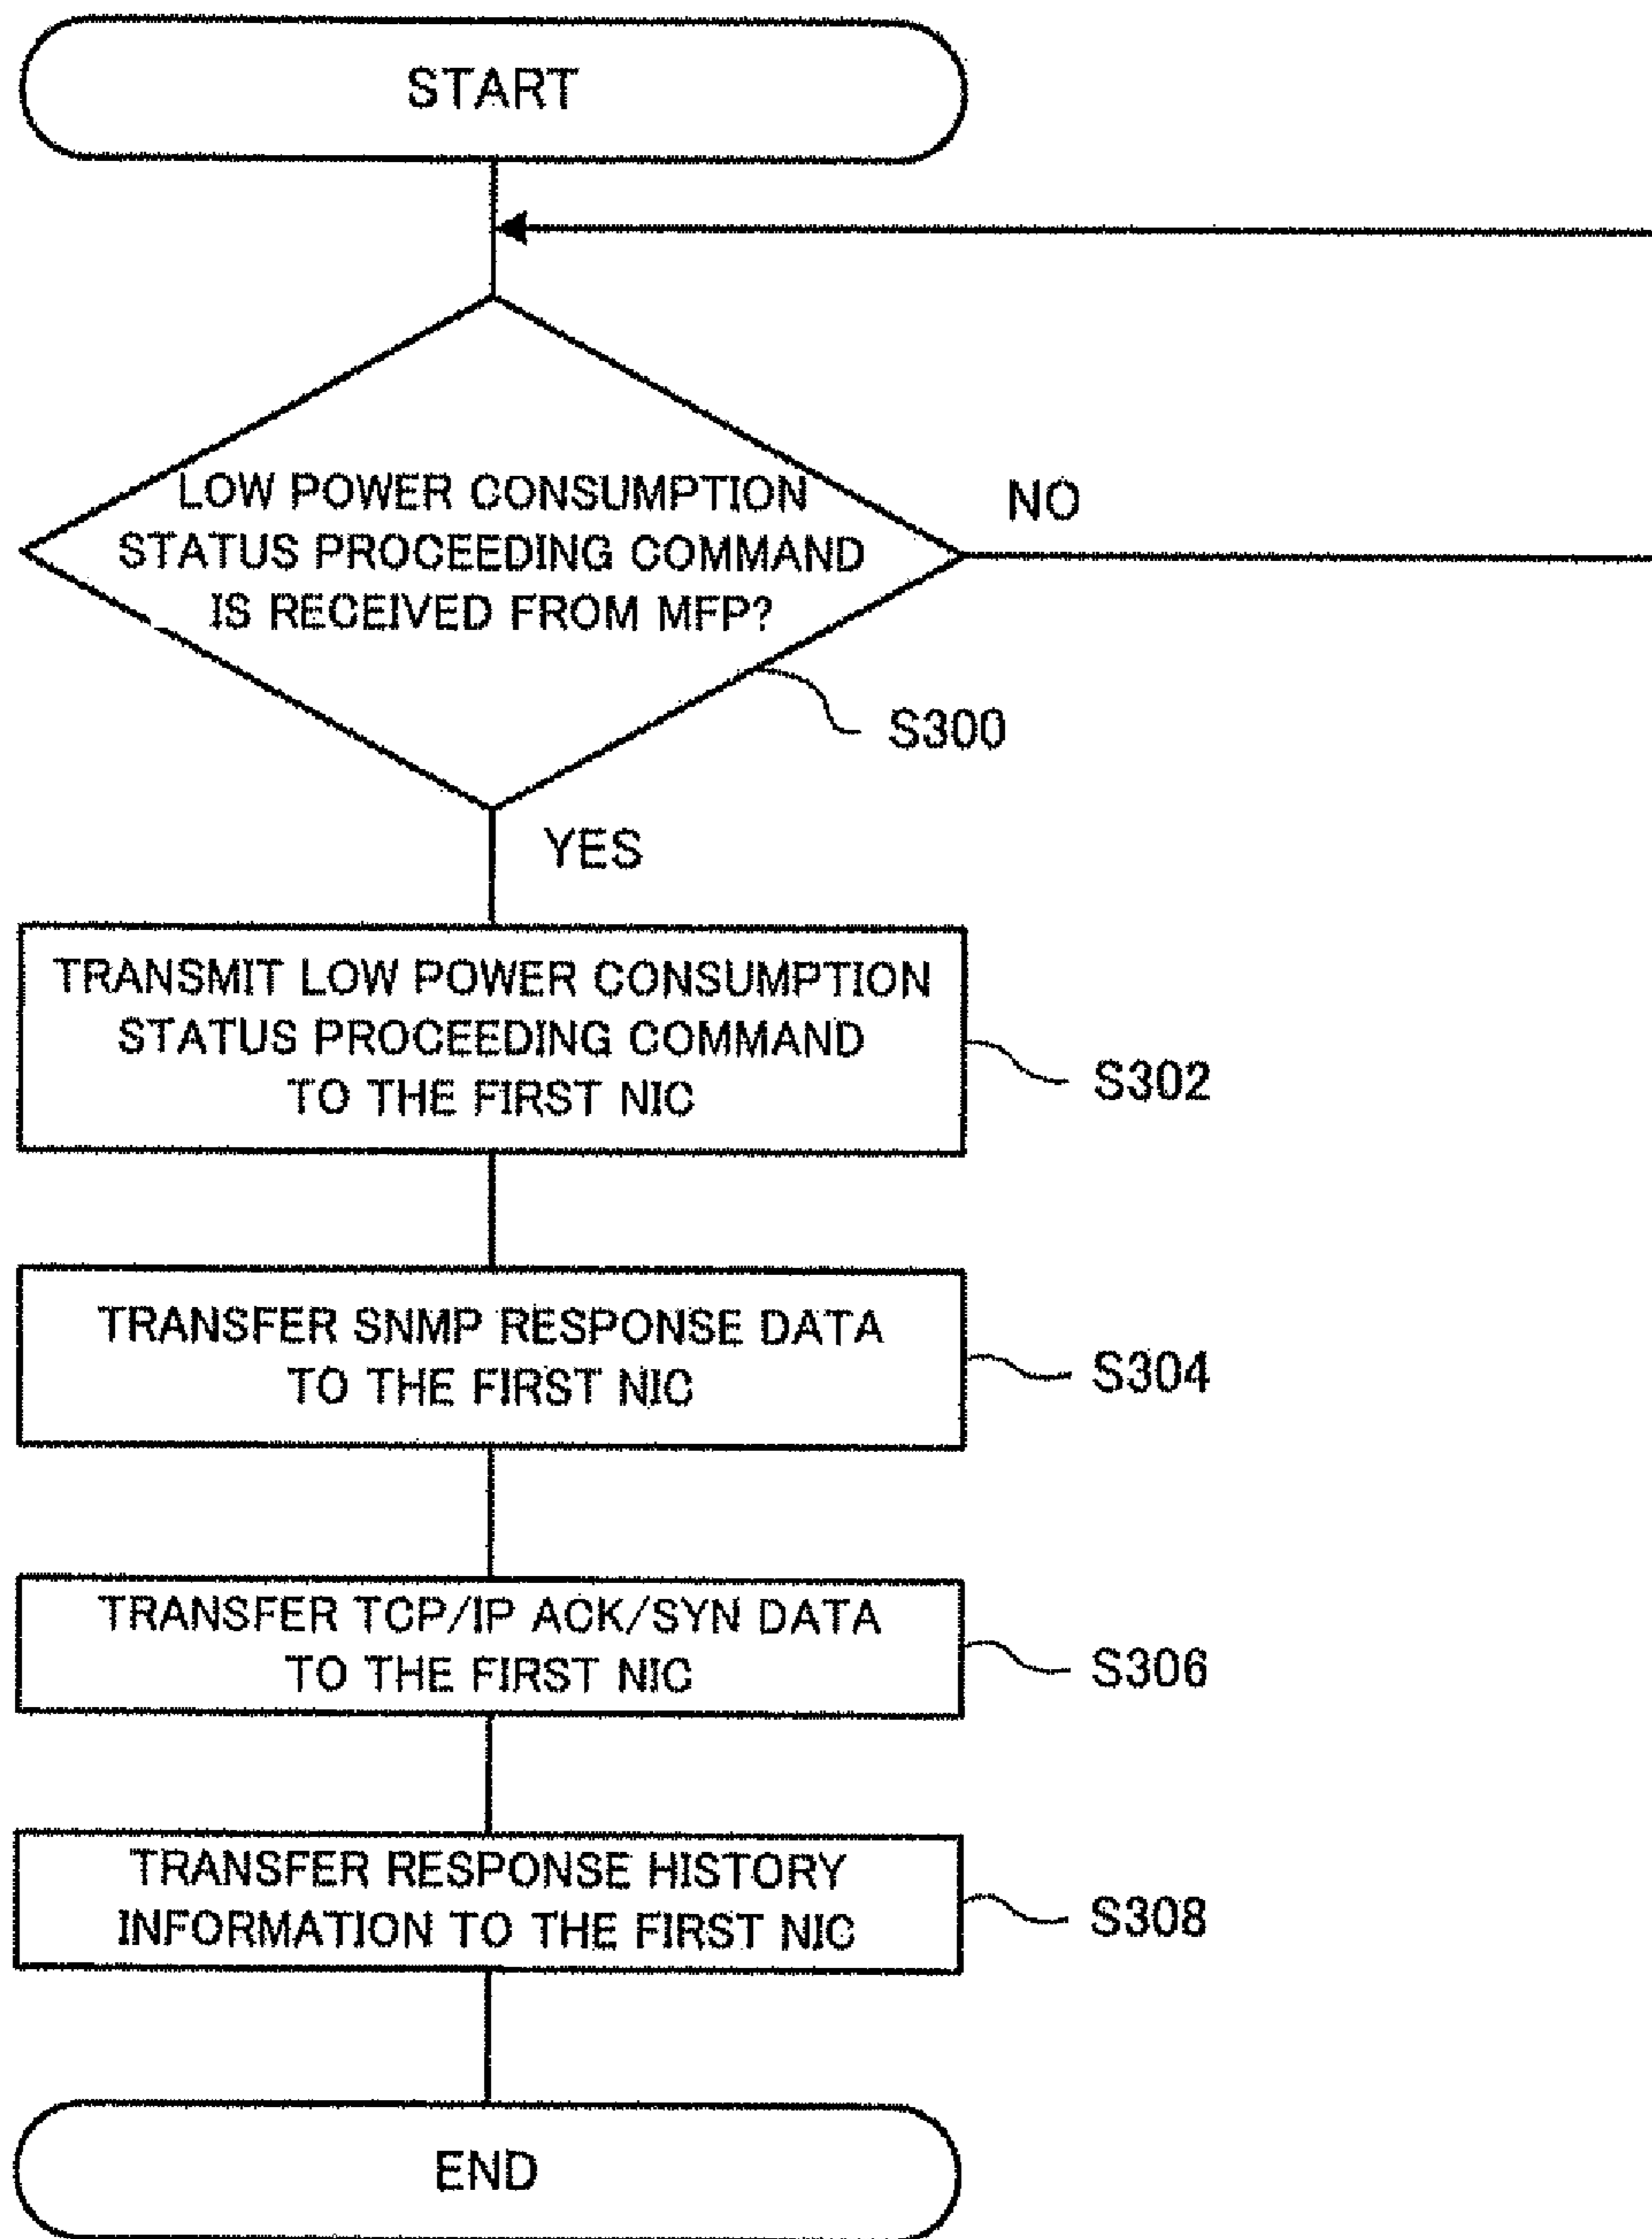 START
LOW POWER CONSUMPTION
STATUS PROCEEDING COMMAND
IS RECEIVED FROM MFP?
NO
S300
YES
TRANSMIT LOW POWER CONSUMPTION
STATUS PROCEEDING COMMAND
TO THE FIRST NIC
S302
TRANSFER SNMP RESPONSE DATA
TO THE FIRST NIC
S304
TRANSFER TCP/IP ACK/SYN DATA
TO THE FIRST NIC
S306
TRANSFER RESPONSE HISTORY
INFORMATION TO THE FIRST NIC
S308
END